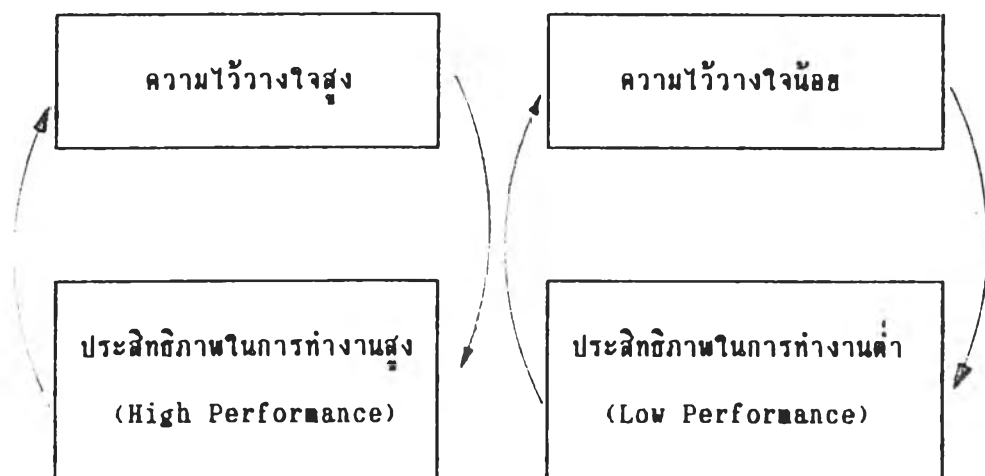 ความไว้วางใจสูง
ประสิทธิภาพในการทำงานสูง
(High Performance)
ความไว้วางใจน้อย
ประสิทธิภาพในการทำงานต่ำ
(Low Performance)